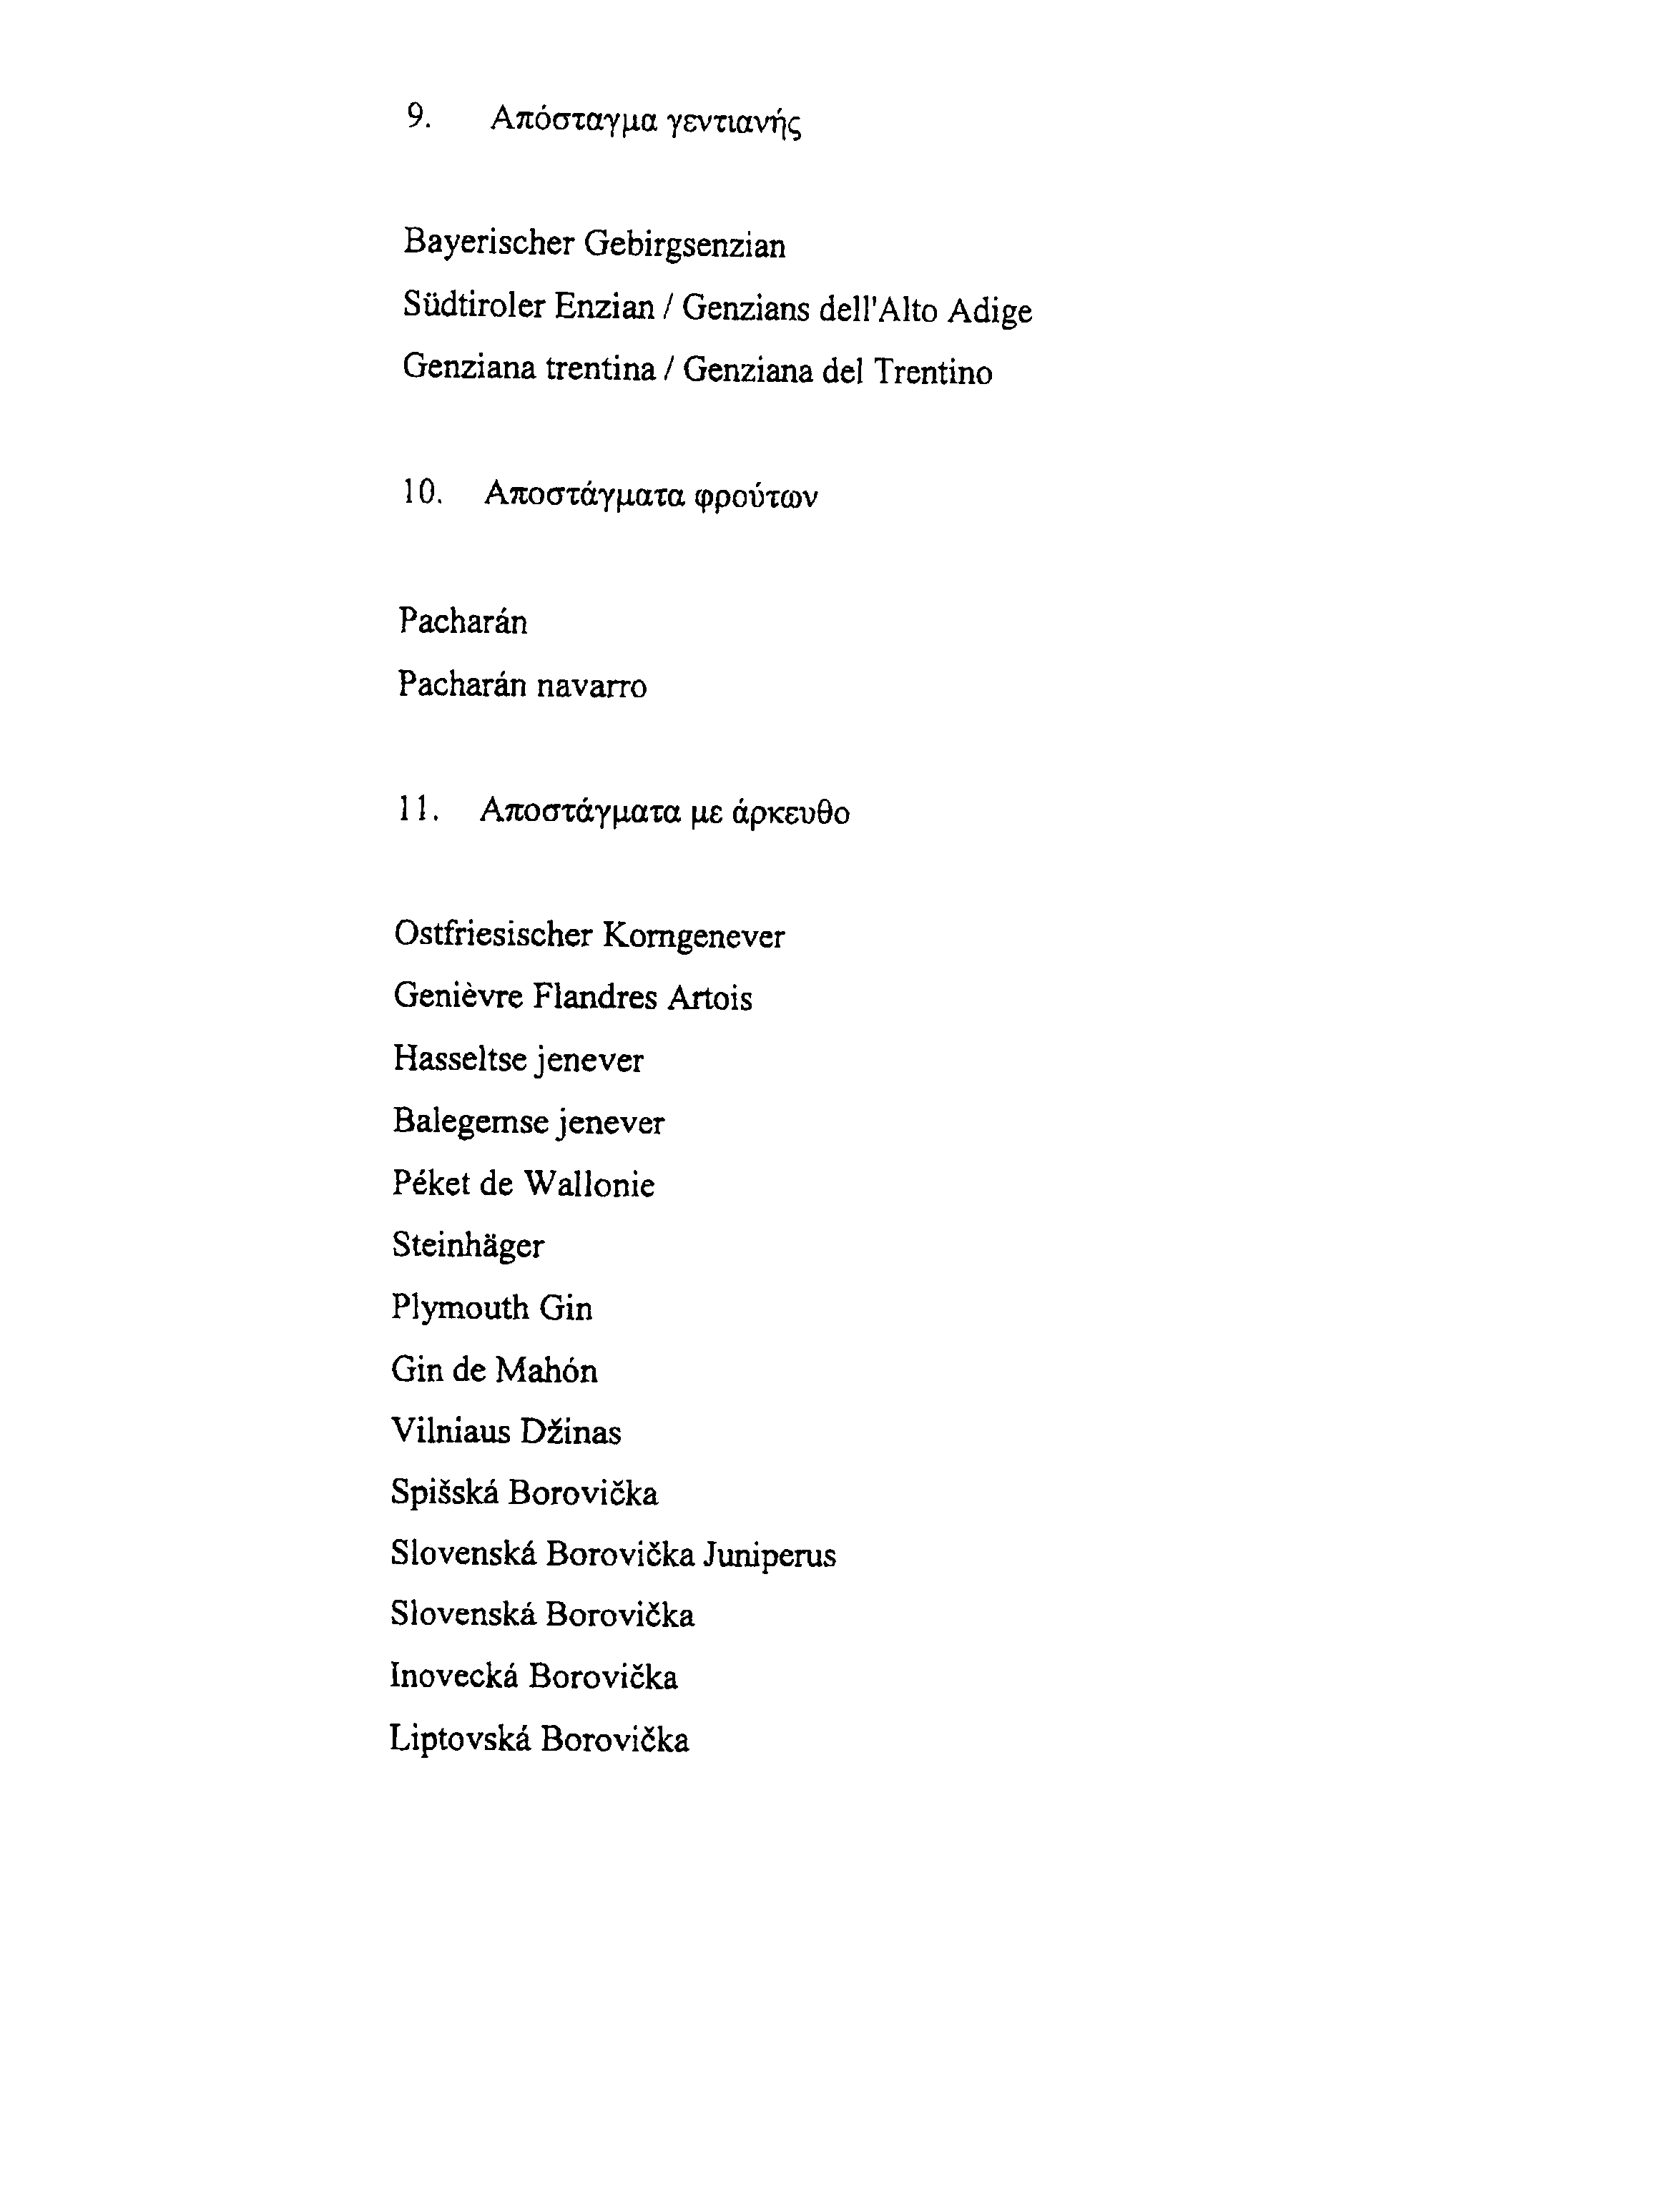 9. Απόσταγμα γεντιανής
Bayerischer Gebirgsenzian
Südtiroler Enzian / Genzians dell'Alto Adige
Genziana trentina / Genziana del Trentino
10. Αποστάγματα φρούτων
Pacharán
Pacharán navarro
11. Αποστάγματα με άρκευθο
Ostfriesischer Korngenever
Genièvre Flandres Artois
Hasseltse jenever
Balegemse jenever
Péket de Wallonie
Steinhäger
Plymouth Gin
Gin de Mahón
Vilniaus Džinas
Spišská Borovička
Slovenská Borovička Juniperus
Slovenská Borovička
Inovecká Borovička
Liptovská Borovička